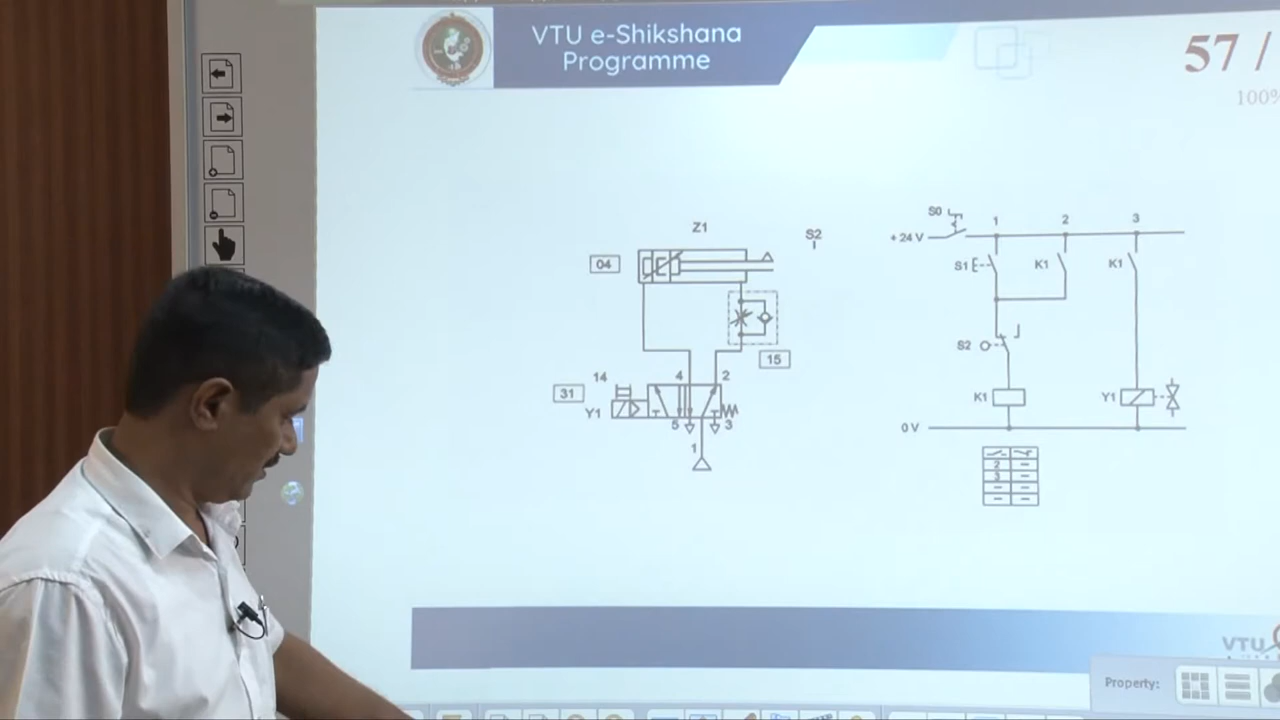 VTU e-Shikshana
Programme
57 /
100%
Z1
S2
04
15
14
4
2
31
Y1
5
3
1
S0
1
2
3
+24 V
S1
K1
K1
S2
K1
Y1
0 V
2
3
VTU
Property: